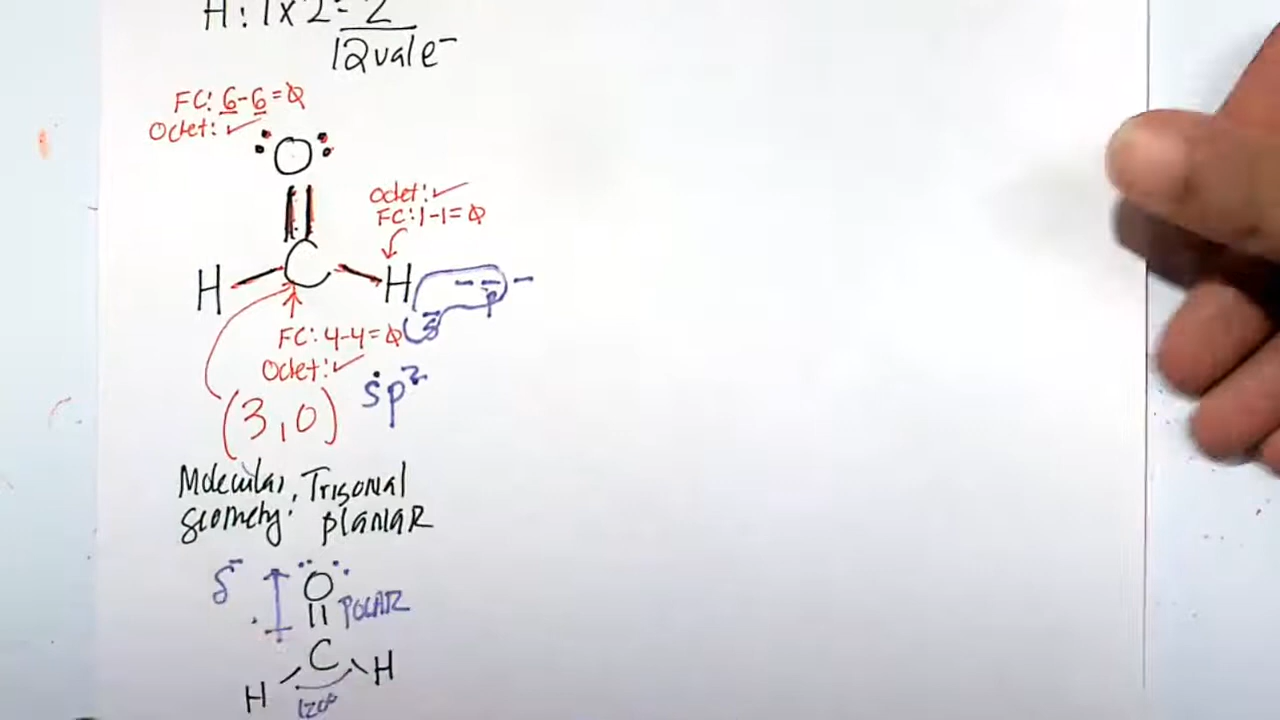 H: 1x2 = 2
12 val e⁻
FC: 6-6=0
Octet: ✓
O
Octet: ✓
FC: 1-1=0
C
H
H
p
s
FC: 4-4=0
Octet: ✓
sp²
(3,0)
Molecular Trigonal
geometry: planar
δ⁻
O
POLAR
C
H
H
120°